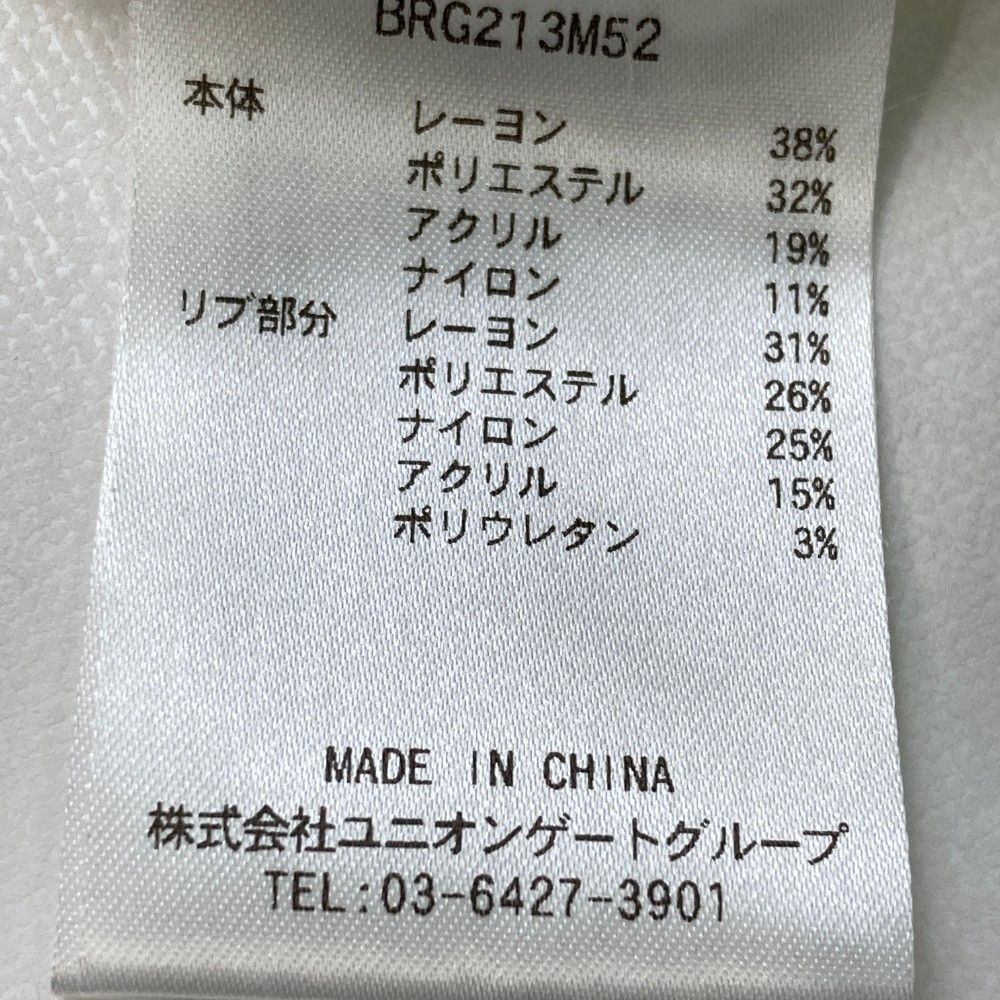 BRG213M52
本体 レーヨン 38%
ポリエステル 32%
アクリル 19%
ナイロン 11%
リブ部分 レーヨン 31%
ポリエステル 26%
ナイロン 25%
アクリル 15%
ポリウレタン 3%
MADE IN CHINA
株式会社ユニオンゲートグループ
TEL:03-6427-3901